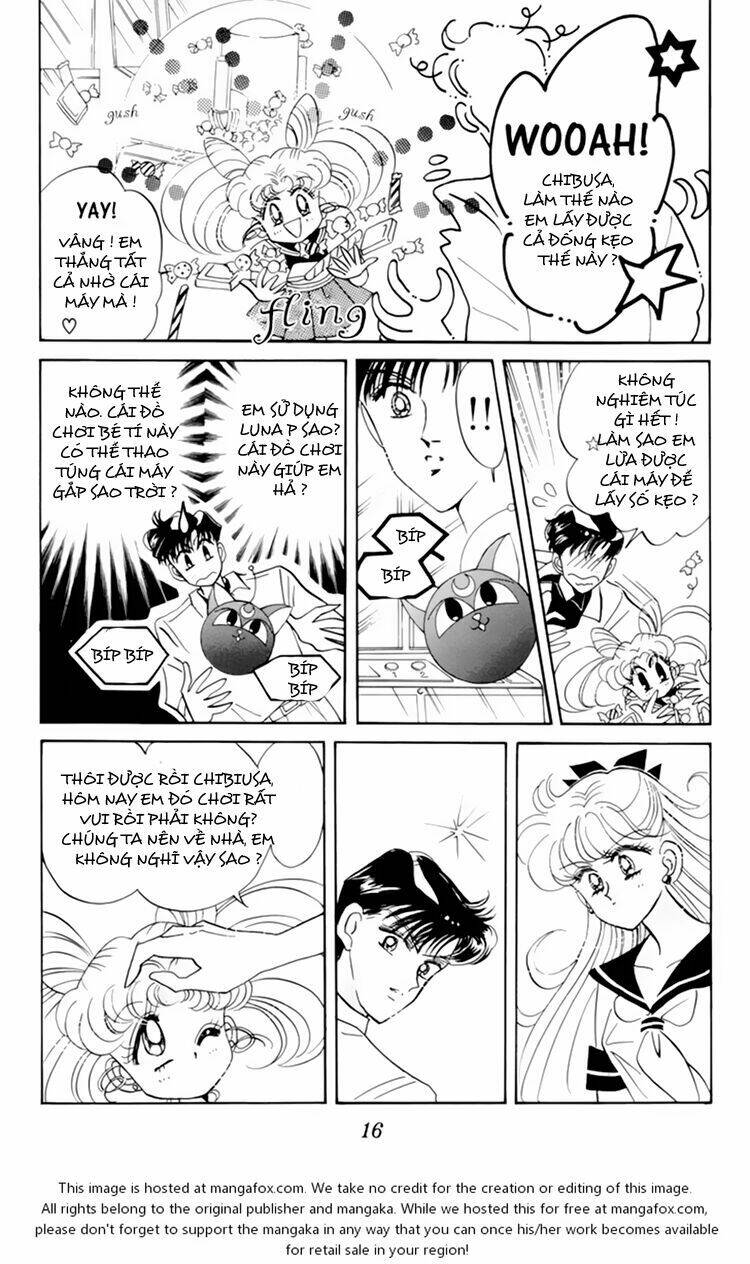 WOOAH!
CHIBUSA,
LÀM THẾ NÀO
EM LẤY ĐƯỢC
CẢ ĐỐNG KẸO
THẾ NÀY ?
gush
gush
YAY!
VÂNG ! EM
THẮNG TẤT
CẢ NHỜ CÁI
MÁY MÀ !
♡
fling
KHÔNG
NGHIÊM TÚC
GÌ HẾT !
LÀM SAO EM
LỪA ĐƯỢC
CÁI MÁY ĐỂ
LẤY SỐ KẸO ?
!!
BÍP
BÍP
EM SỬ DỤNG
LUNA P SAO?
CÁI ĐỒ CHƠI
NÀY GIÚP EM
HẢ ?
KHÔNG THỂ
NÀO. CÁI ĐỒ
CHƠI BÉ TÍ NÀY
CÓ THỂ THAO
TÚNG CÁI MÁY
GẮP SAO TRỜI ?
BÍP BÍP
BÍP
BÍP
THÔI ĐƯỢC RỒI CHIBIUSA,
HÔM NAY EM ĐÓ CHƠI RẤT
VUI RỒI PHẢI KHÔNG?
CHÚNG TA NÊN VỀ NHÀ, EM
KHÔNG NGHĨ VẬY SAO ?
16
This image is hosted at mangafox.com. We take no credit for the creation or editing of this image.
All rights belong to the original publisher and mangaka. While we hosted this for free at mangafox.com,
please don't forget to support the mangaka in any way that you can once his/her work becomes available
for retail sale in your region!